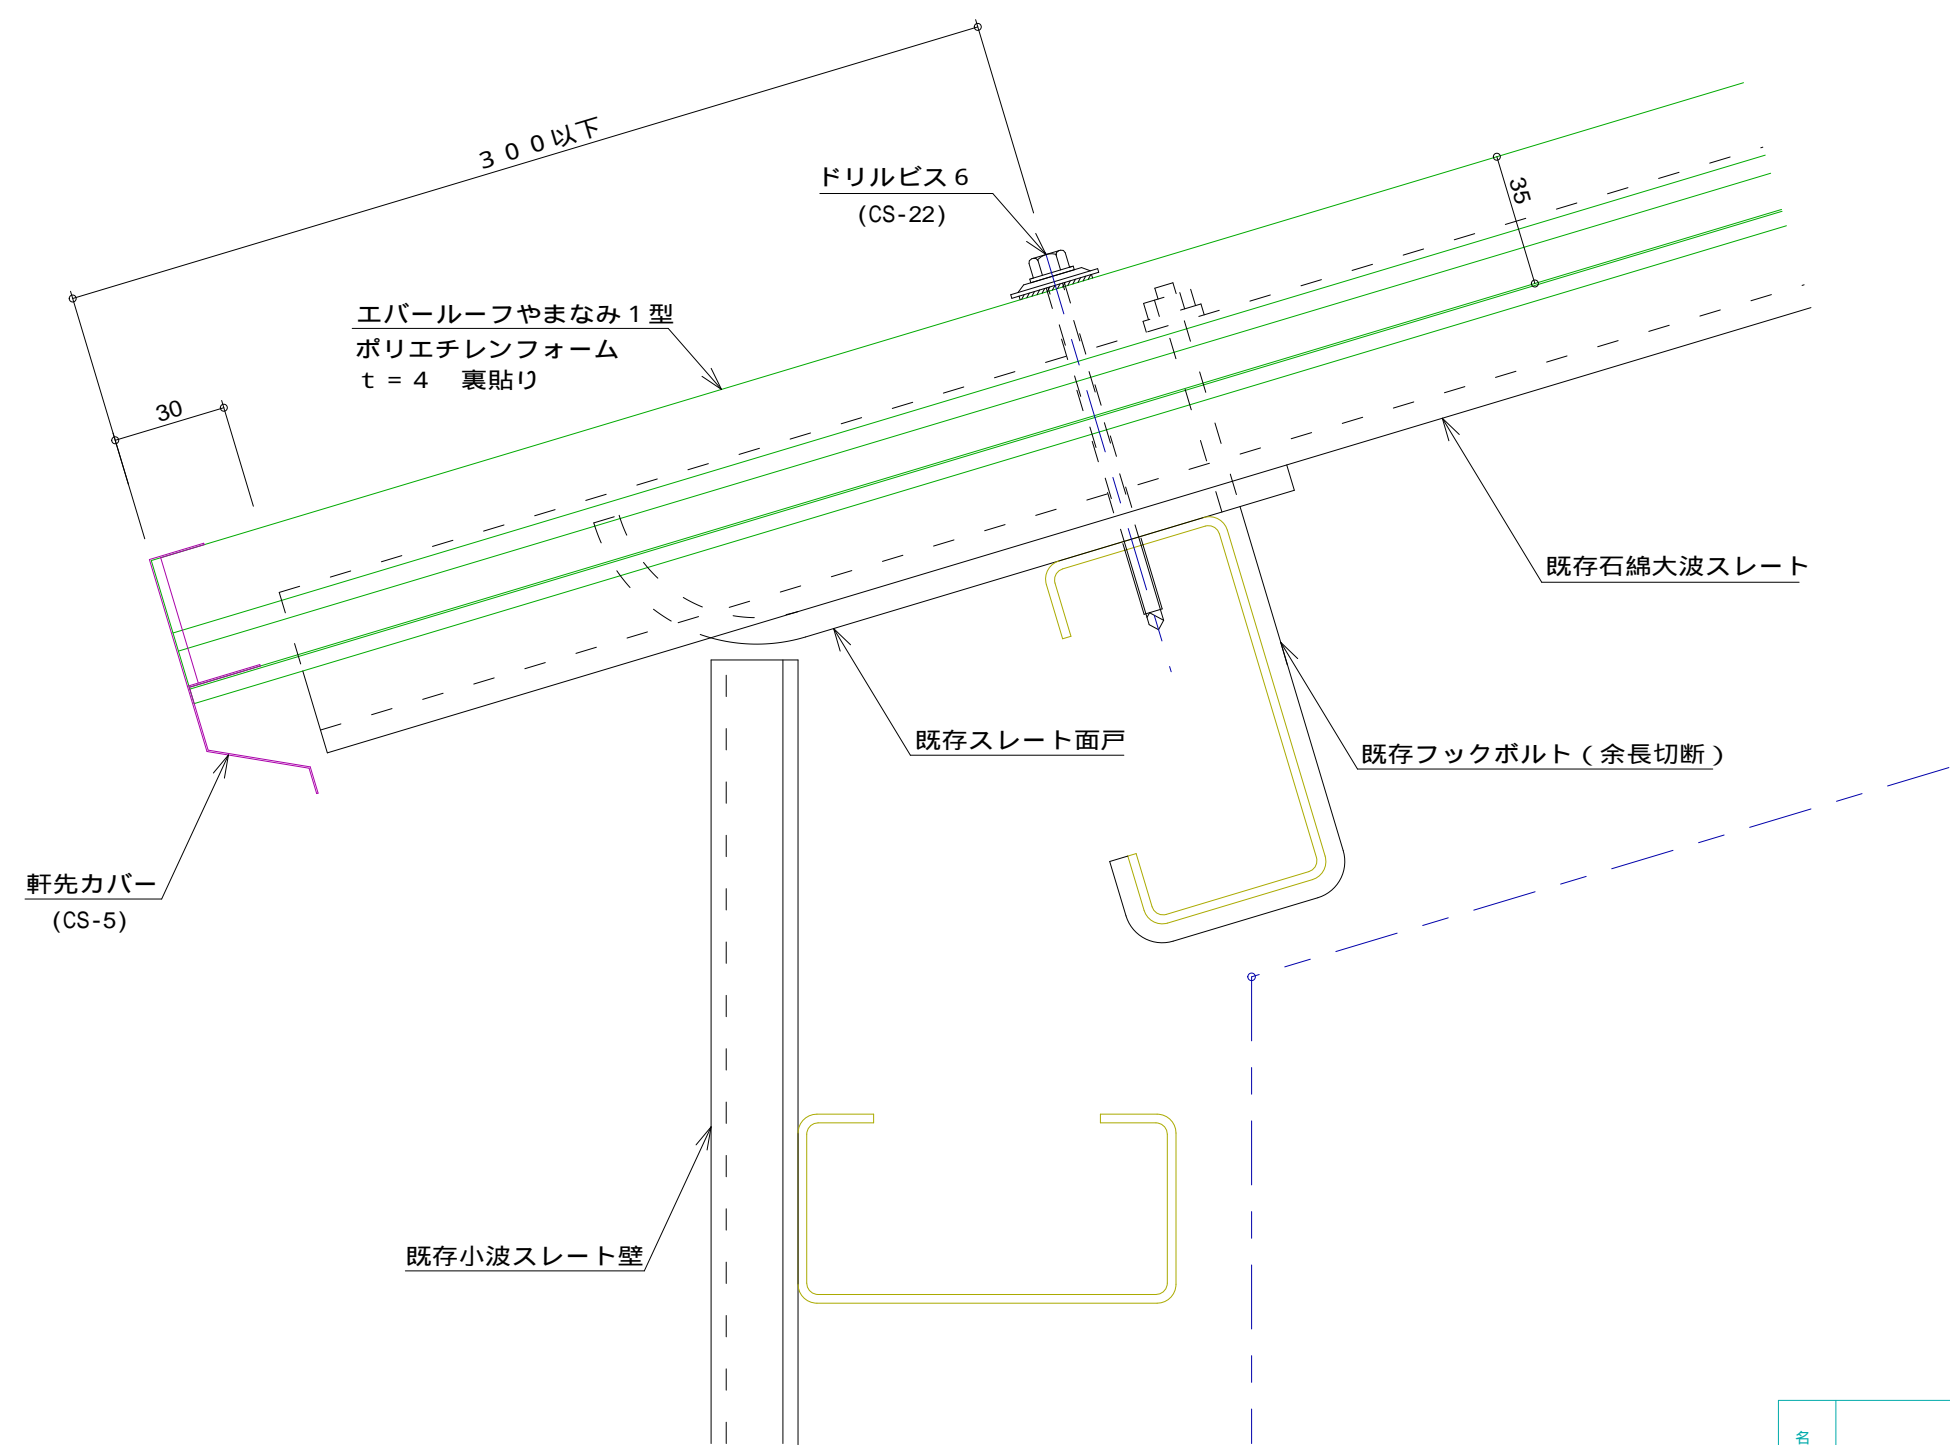 ３００以下
ドリルビス６
(CS-22)
35
エバールーフやまなみ１型
ポリエチレンフォーム
ｔ＝４　裏貼り
30
既存石綿大波スレート
既存スレート面戸
既存フックボルト（余長切断）
軒先カバー
(CS-5)
既存小波スレート壁
名